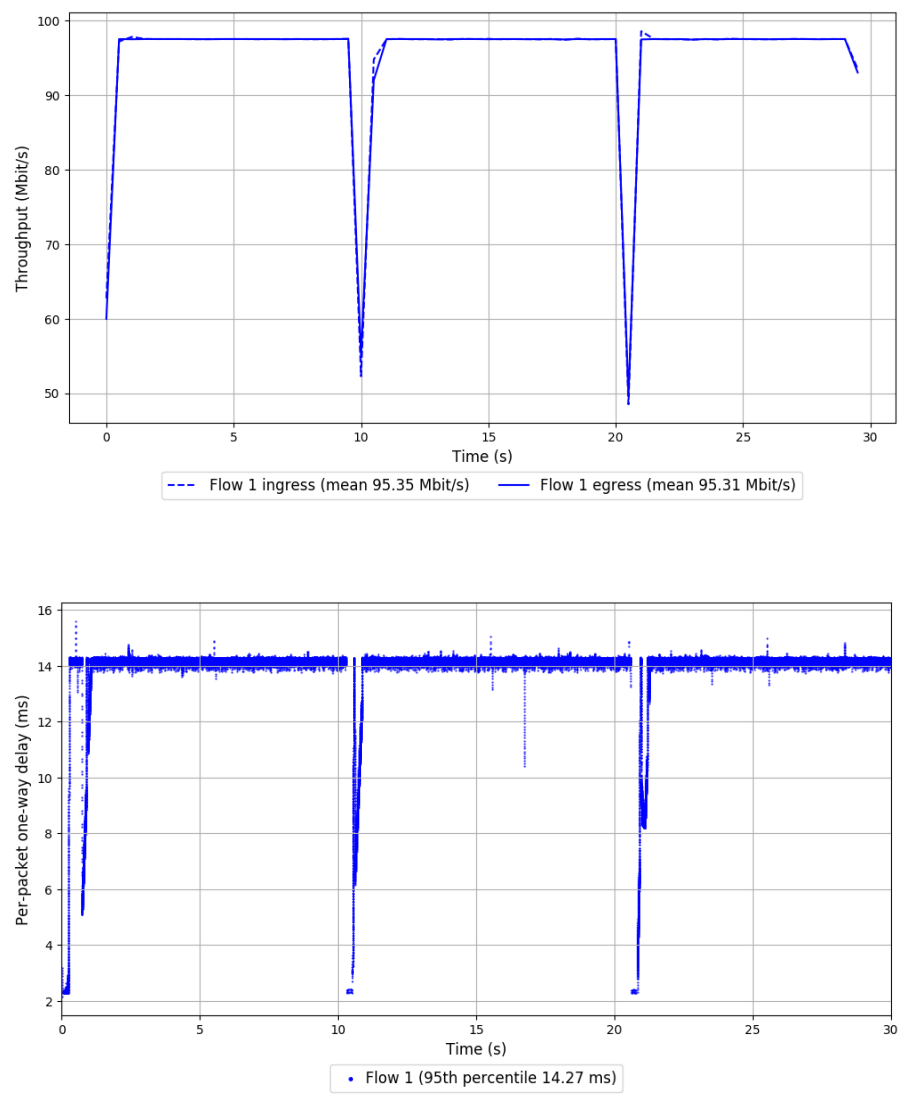 100
90
80
70
60
50
Throughput (Mbit/s)
0 5 10 15 20 25 30
Time (s)
Flow 1 ingress (mean 95.35 Mbit/s) Flow 1 egress (mean 95.31 Mbit/s)
16
14
12
10
8
6
4
2
Per-packet one-way delay (ms)
0 5 10 15 20 25 30
Time (s)
Flow 1 (95th percentile 14.27 ms)